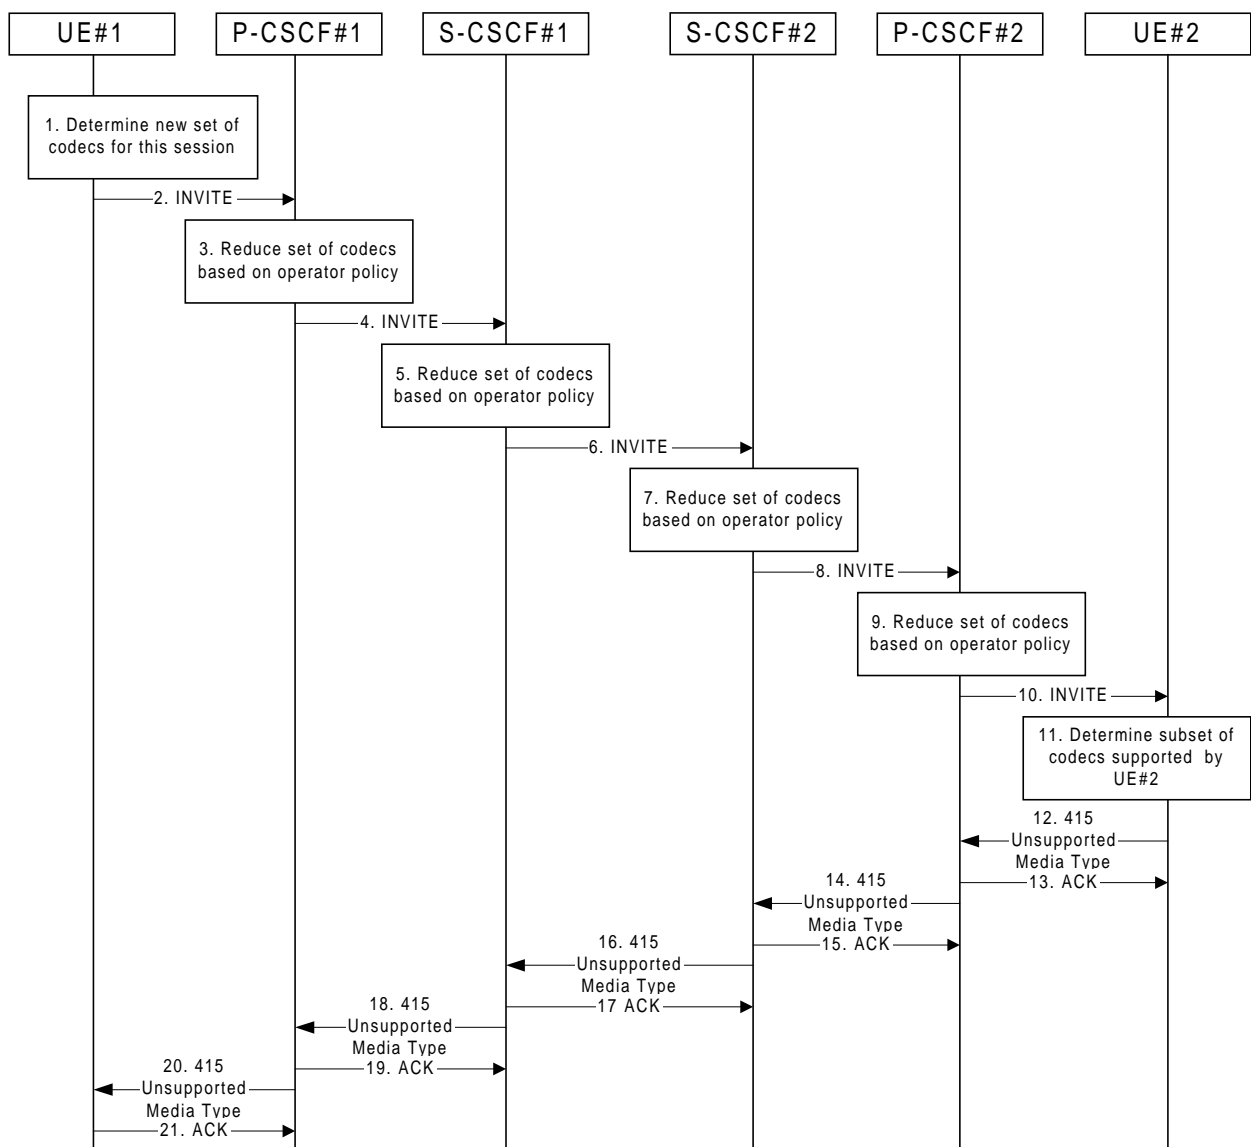 UE#1 P-CSCF#1 S-CSCF#1 S-CSCF#2 P-CSCF#2 UE#2
1. Determine new set of
codecs for this session
2. INVITE
3. Reduce set of codecs
based on operator policy
4. INVITE
5. Reduce set of codecs
based on operator policy
6. INVITE
7. Reduce set of codecs
based on operator policy
8. INVITE
9. Reduce set of codecs
based on operator policy
10. INVITE
11. Determine subset of
codecs supported by
UE#2
12. 415
Unsupported
Media Type
13. ACK
14. 415
Unsupported
Media Type
15. ACK
16. 415
Unsupported
Media Type
17 ACK
18. 415
Unsupported
Media Type
19. ACK
20. 415
Unsupported
Media Type
21. ACK